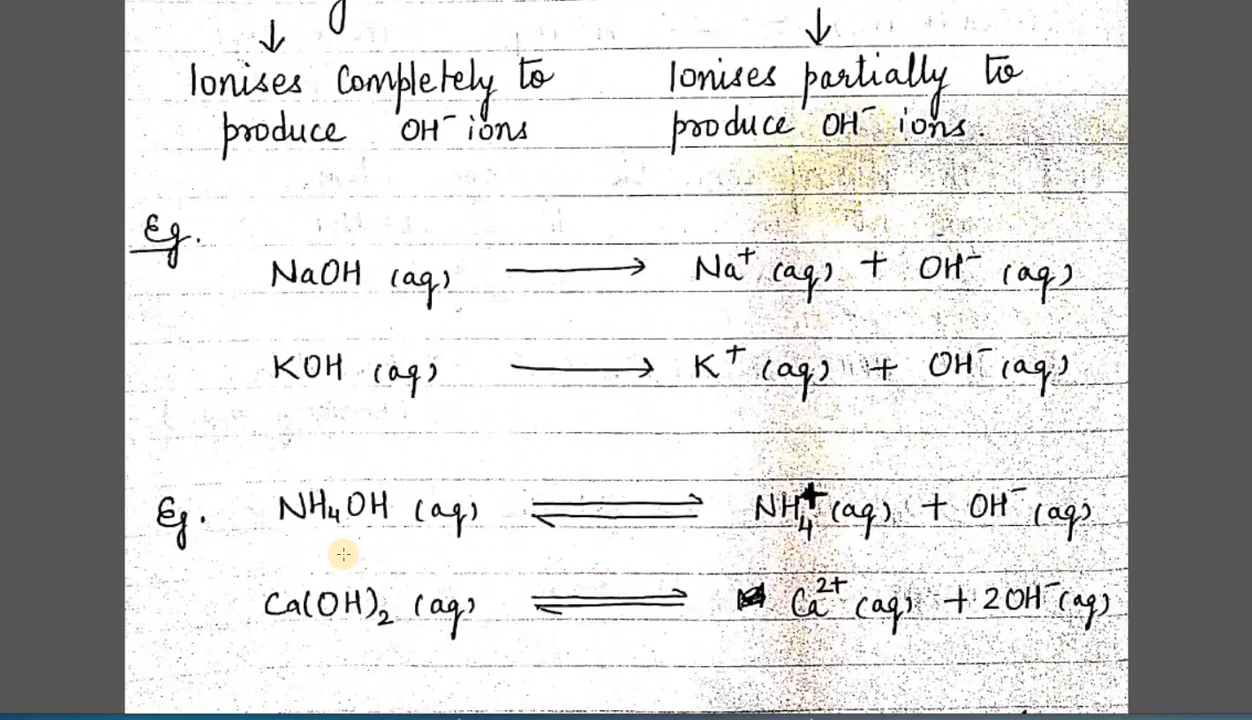 ↓ ↓
Ionises Completely to Ionises partially to
produce OH⁻ ions produce OH⁻ ions.
Eg.
NaOH (aq) ⟶ Na⁺ (aq) + OH⁻ (aq)
KOH (aq) ⟶ K⁺ (aq) + OH⁻ (aq)
Eg. NH₄OH (aq) ⇌ NH₄⁺ (aq) + OH⁻ (aq)
Ca(OH)₂ (aq) ⇌ Ca²⁺ (aq) + 2OH⁻ (aq)